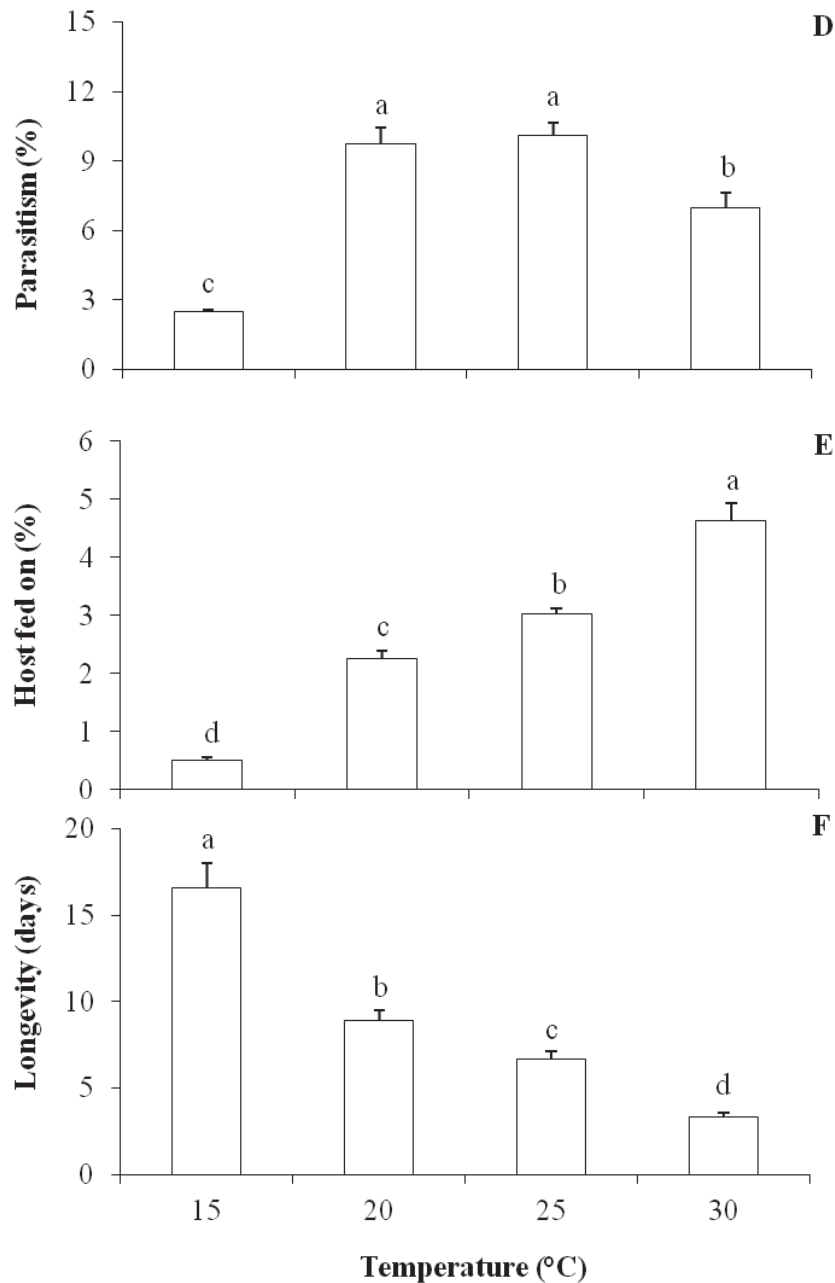 D
15
12
9
6
3
0
Parasitism (%)
c
a
a
b
E
6
5
4
3
2
1
0
Host fed on (%)
d
c
b
a
F
20
15
10
5
0
Longevity (days)
a
b
c
d
15 20 25 30
Temperature (°C)